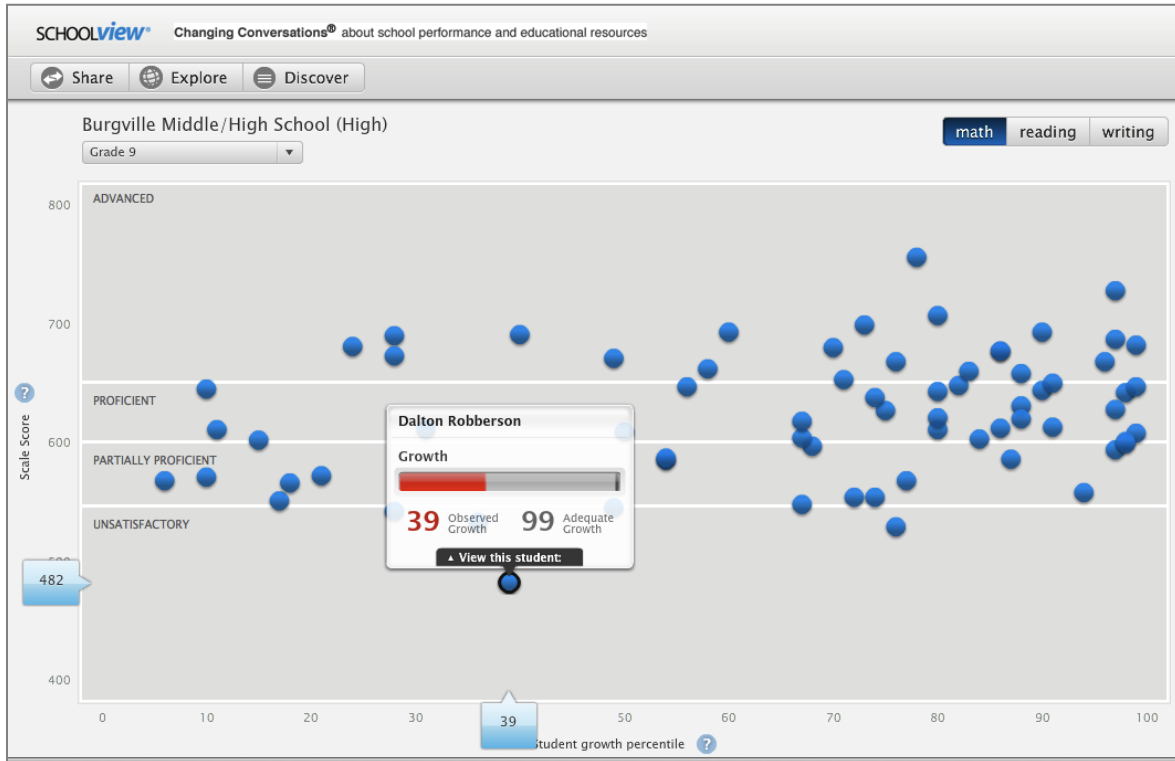 SCHOOLVIEW® Changing Conversations® about school performance and educational resources
Share Explore Discover
Burgville Middle/High School (High)
Grade 9
math reading writing
800
700
600
500
400
Scale Score
ADVANCED
PROFICIENT
PARTIALLY PROFICIENT
UNSATISFACTORY
Dalton Robberson
Growth
39 Observed Growth 99 Adequate Growth
▲ View this student:
482
0 10 20 30 39 50 60 70 80 90 100
Student growth percentile ?